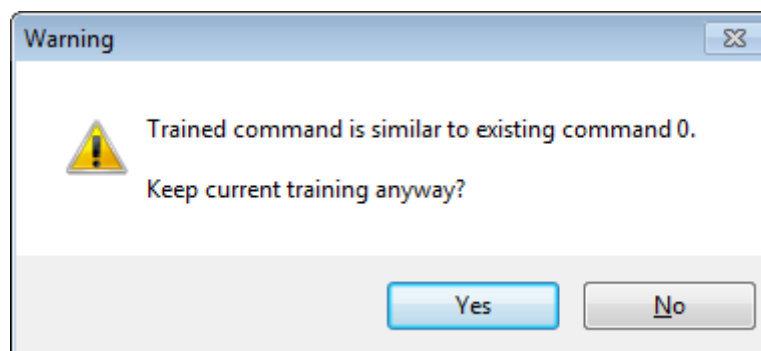 Warning
Trained command is similar to existing command 0.
Keep current training anyway?
Yes
No